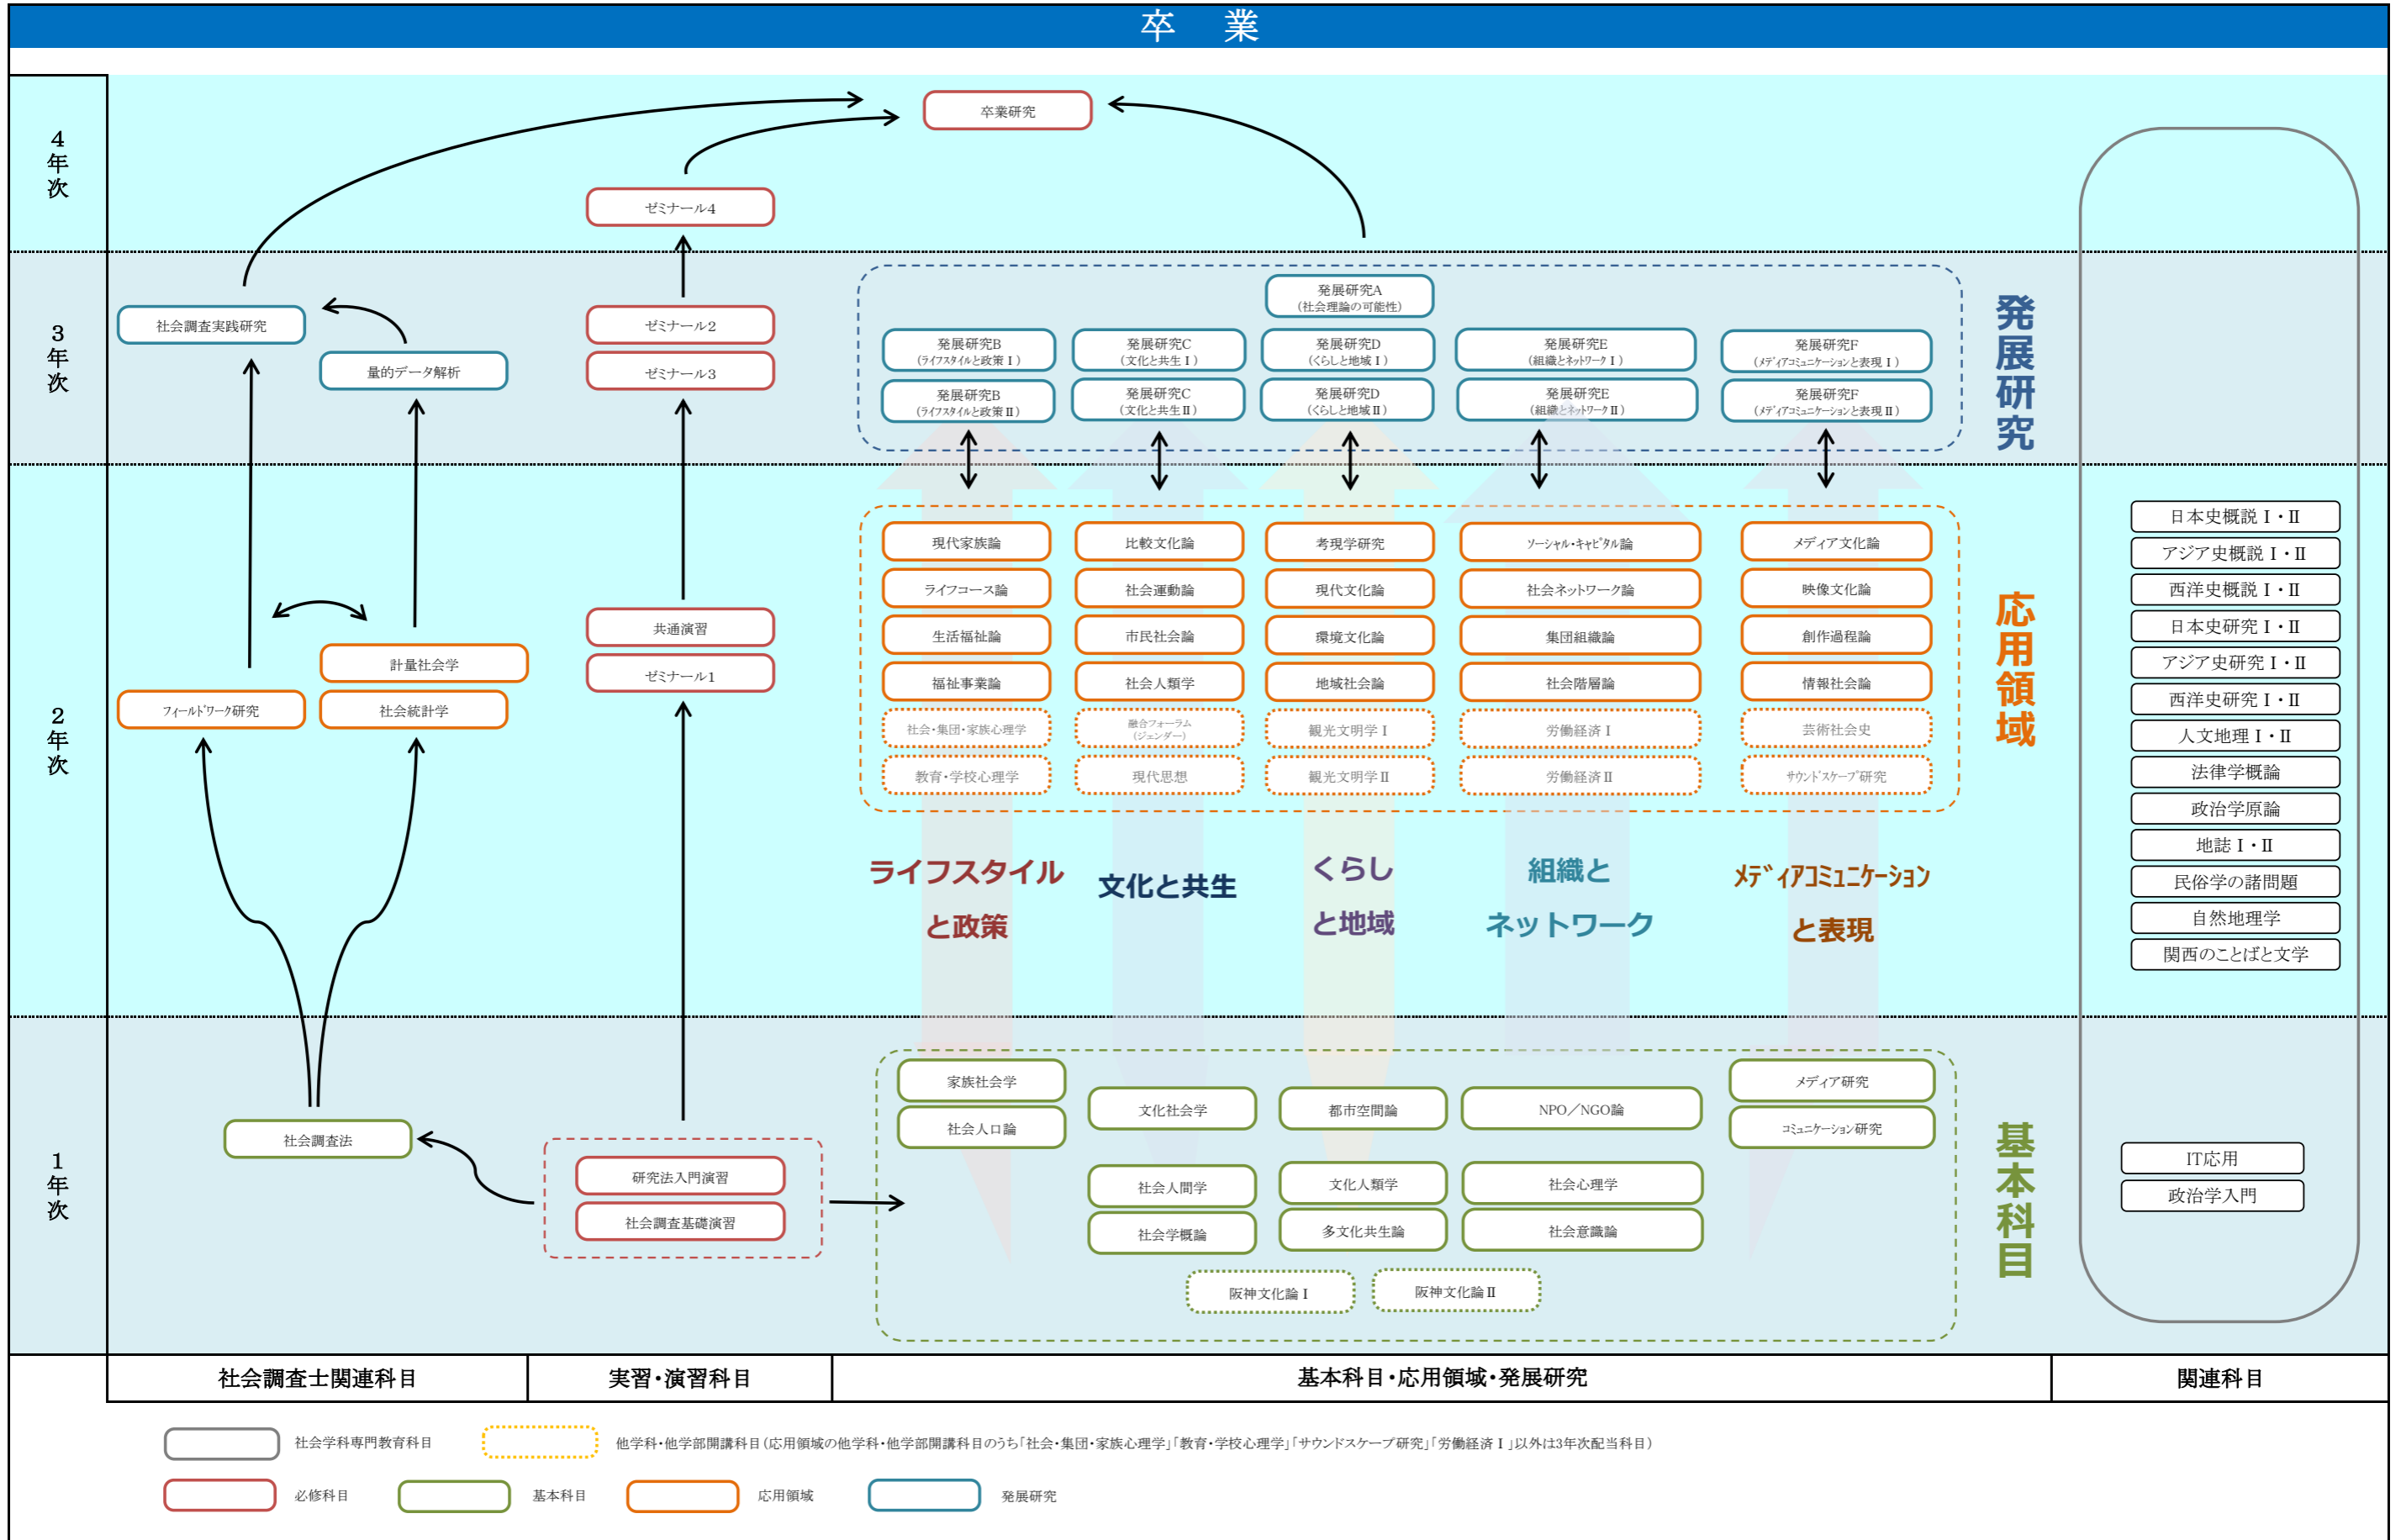 卒 業
4年次
卒業研究
ゼミナール4
3年次
社会調査実践研究
量的データ解析
ゼミナール2
ゼミナール3
発展研究A
(社会理論の可能性)
発展研究B
(ライフスタイルと政策Ⅰ)
発展研究C
(文化と共生Ⅰ)
発展研究D
(くらしと地域Ⅰ)
発展研究E
(組織とネットワークⅠ)
発展研究F
(メディアコミュニケーションと表現Ⅰ)
発展研究B
(ライフスタイルと政策Ⅱ)
発展研究C
(文化と共生Ⅱ)
発展研究D
(くらしと地域Ⅱ)
発展研究E
(組織とネットワークⅡ)
発展研究F
(メディアコミュニケーションと表現Ⅱ)
発展研究
2年次
計量社会学
フィールドワーク研究
社会統計学
共通演習
ゼミナール1
現代家族論
比較文化論
考現学研究
ソーシャル・キャピタル論
メディア文化論
ライフコース論
社会運動論
現代文化論
社会ネットワーク論
映像文化論
生活福祉論
市民社会論
環境文化論
集団組織論
創作過程論
福祉事業論
社会人類学
地域社会論
社会階層論
情報社会論
社会・集団・家族心理学
融合フォーラム
(ジェンダー)
観光文明学Ⅰ
労働経済Ⅰ
芸術社会史
教育・学校心理学
現代思想
観光文明学Ⅱ
労働経済Ⅱ
サウンドスケープ研究
応用領域
ライフスタイル
と政策
文化と共生
くらし
と地域
組織と
ネットワーク
メディアコミュニケーション
と表現
日本史概説Ⅰ・Ⅱ
アジア史概説Ⅰ・Ⅱ
西洋史概説Ⅰ・Ⅱ
日本史研究Ⅰ・Ⅱ
アジア史研究Ⅰ・Ⅱ
西洋史研究Ⅰ・Ⅱ
人文地理Ⅰ・Ⅱ
法律学概論
政治学原論
地誌Ⅰ・Ⅱ
民俗学の諸問題
自然地理学
関西のことばと文学
1年次
社会調査法
研究法入門演習
社会調査基礎演習
家族社会学
社会人口論
文化社会学
都市空間論
NPO／NGO論
メディア研究
コミュニケーション研究
社会人間学
文化人類学
社会心理学
社会学概論
多文化共生論
社会意識論
阪神文化論Ⅰ
阪神文化論Ⅱ
基本科目
IT応用
政治学入門
社会調査士関連科目
実習・演習科目
基本科目・応用領域・発展研究
関連科目
社会学科専門教育科目
他学科・他学部開講科目(応用領域の他学科・他学部開講科目のうち「社会・集団・家族心理学」「教育・学校心理学」「サウンドスケープ研究」「労働経済Ⅰ」以外は3年次配当科目)
必修科目
基本科目
応用領域
発展研究